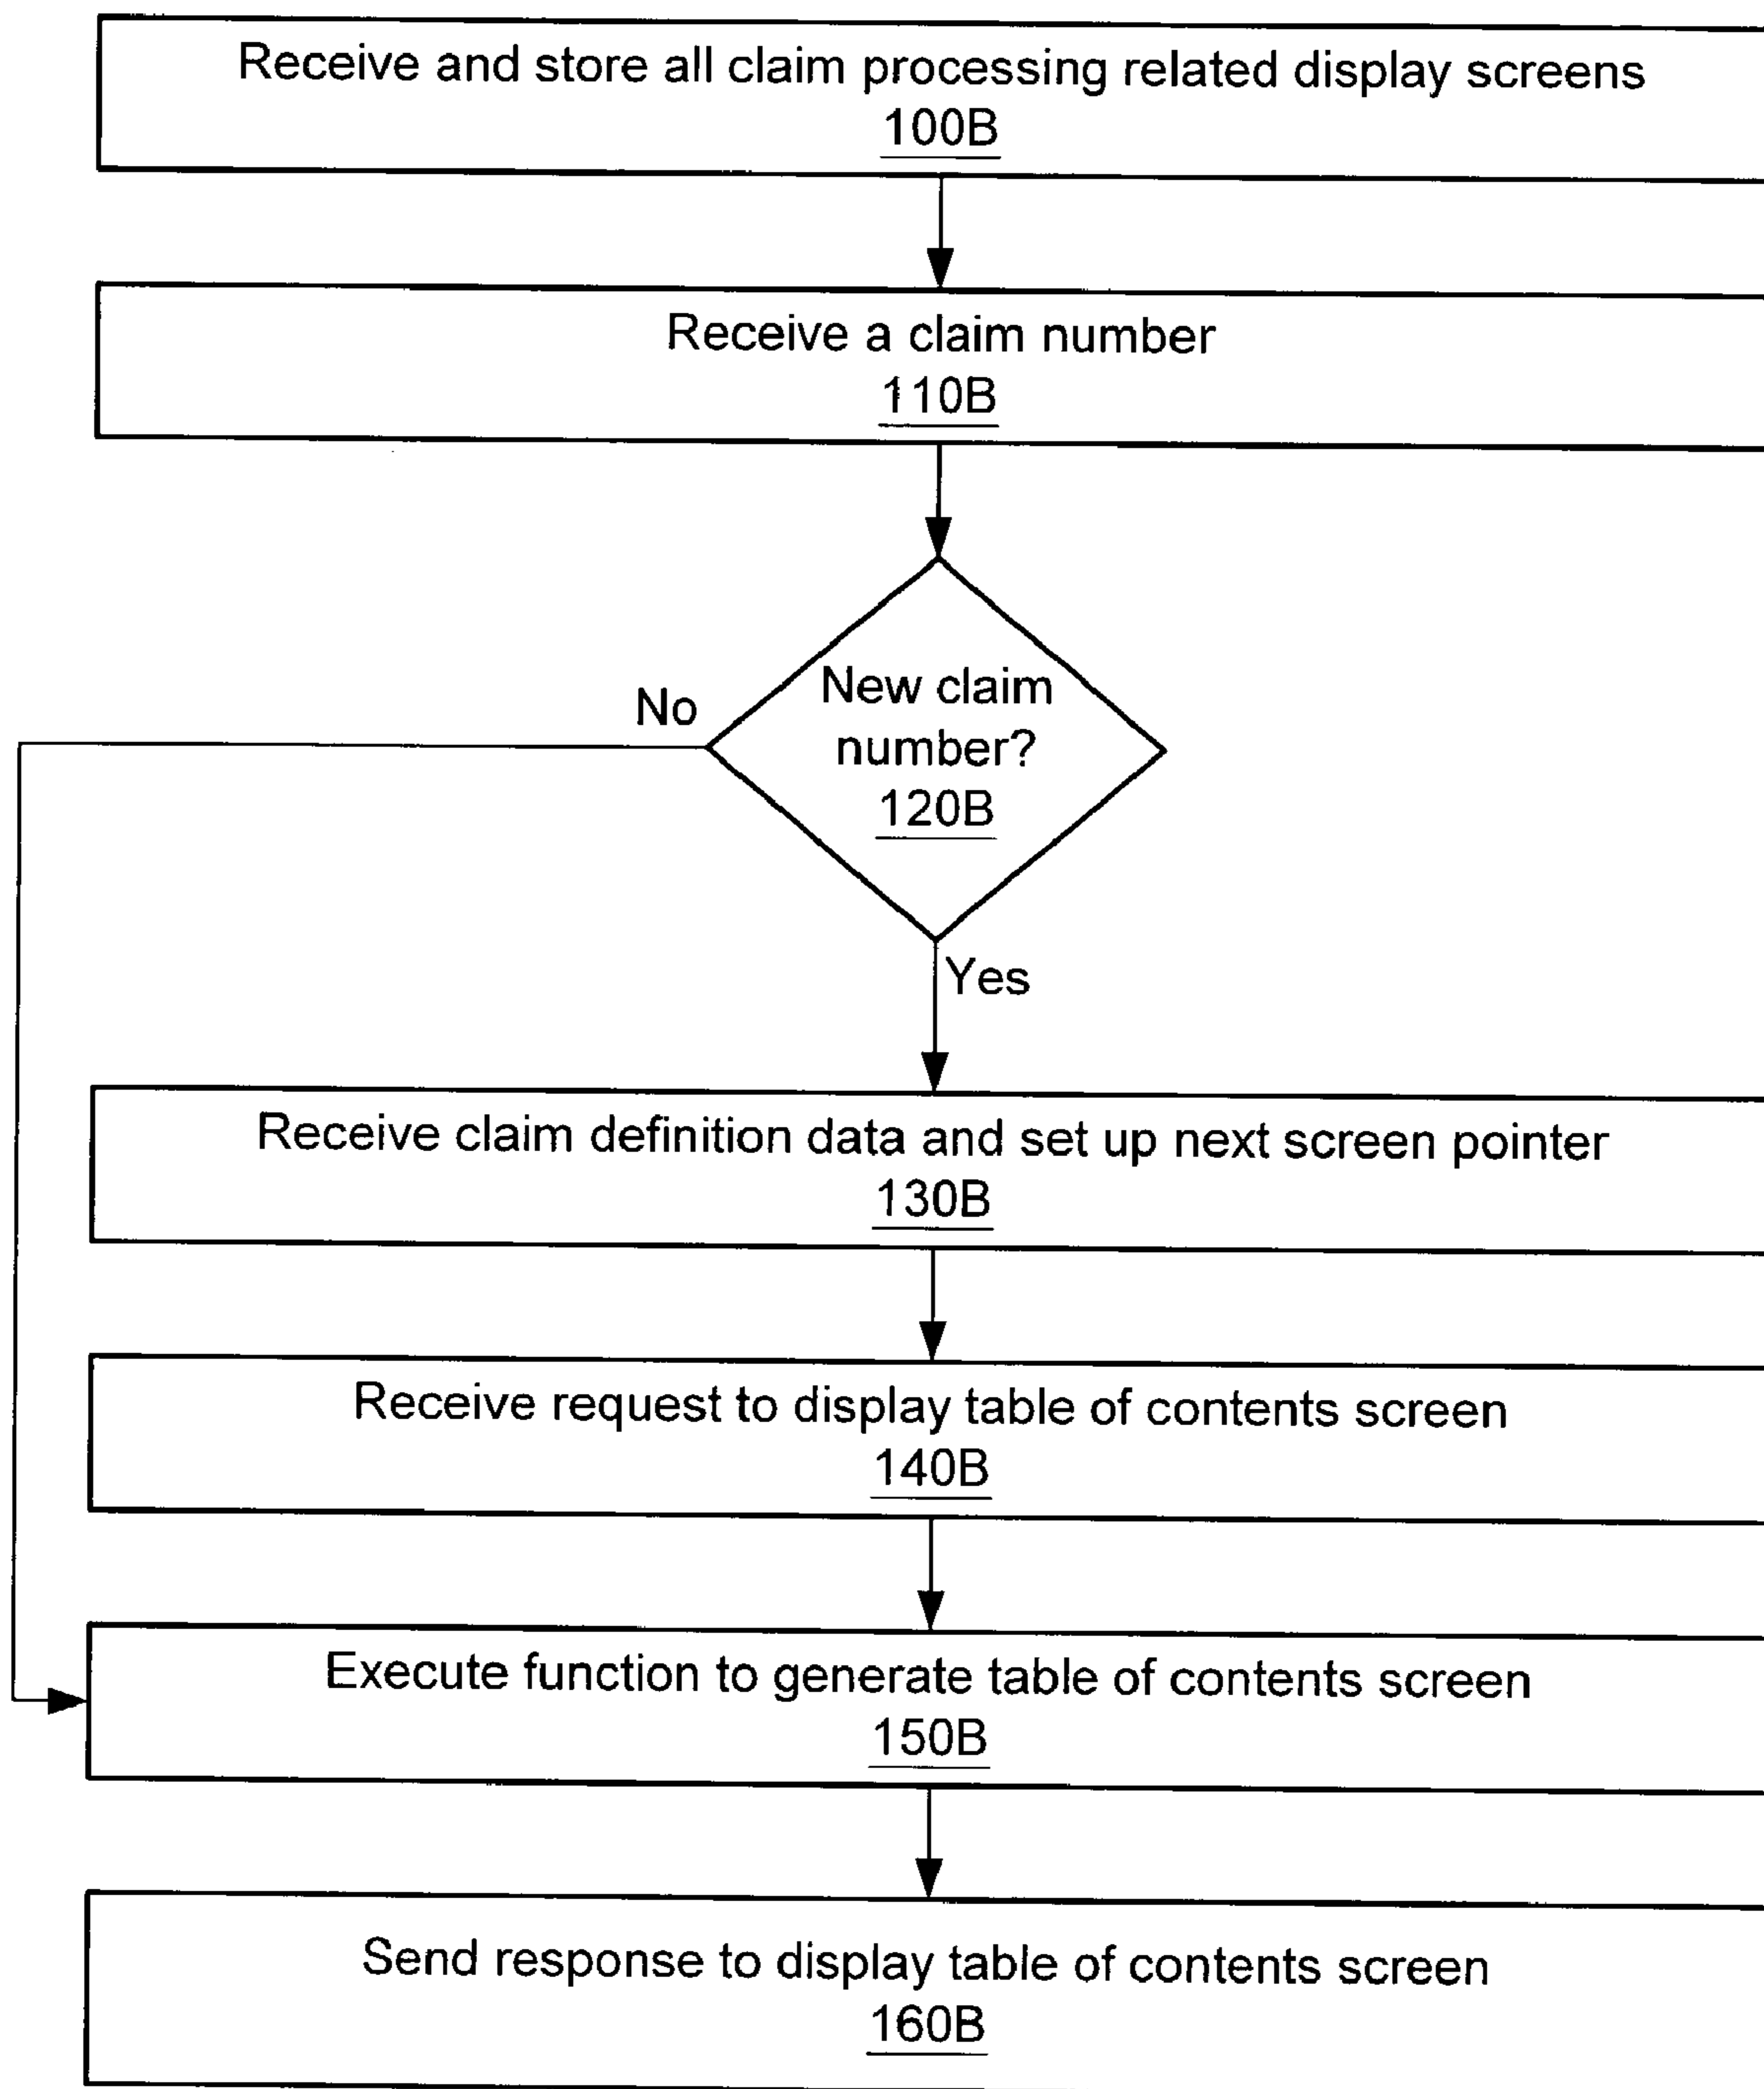 Receive and store all claim processing related display screens
100B
Receive a claim number
110B
New claim
number?
120B
No
Yes
Receive claim definition data and set up next screen pointer
130B
Receive request to display table of contents screen
140B
Execute function to generate table of contents screen
150B
Send response to display table of contents screen
160B